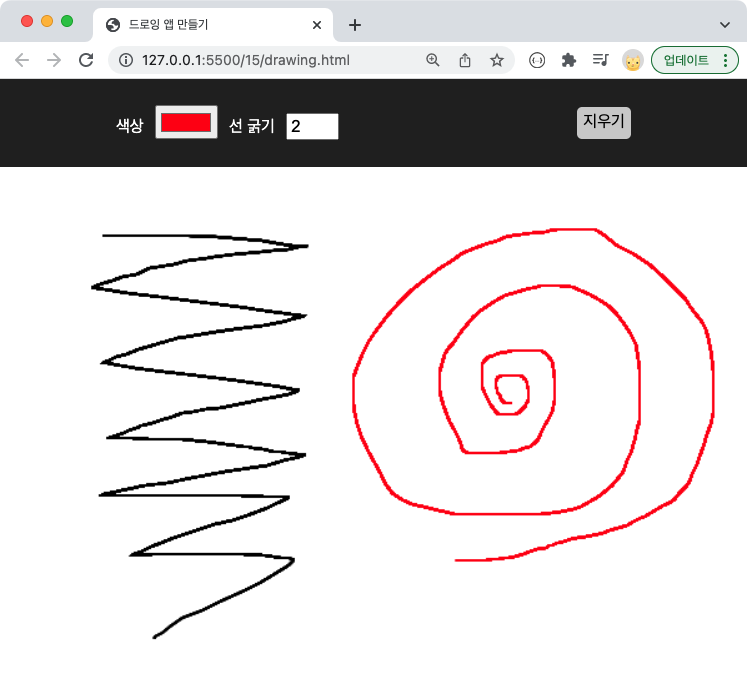 드로잉 앱 만들기
127.0.0.1:5500/15/drawing.html
업데이트
색상 선 굵기 2 지우기